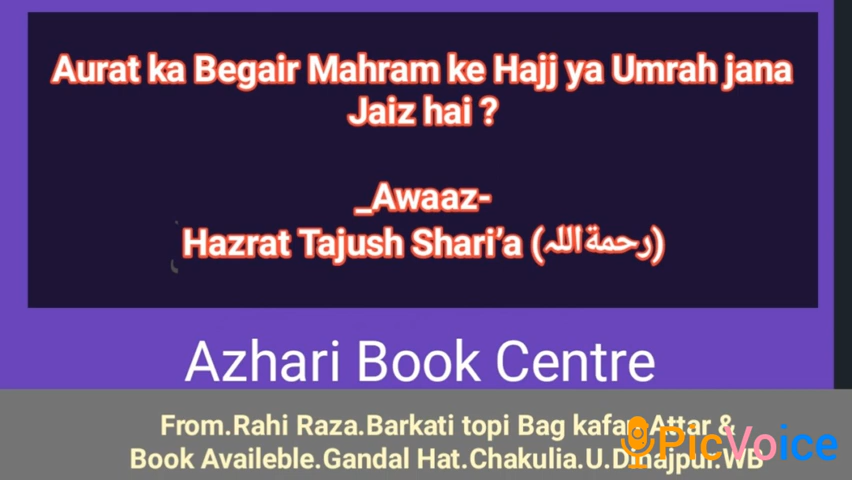 Aurat ka Begair Mahram ke Hajj ya Umrah jana
Jaiz hai ?
_Awaaz-
Hazrat Tajush Shari’a (رحمة اللہ)
Azhari Book Centre
From.Rahi Raza.Barkati topi Bag kafan Attar &
Book Availeble.Gandal Hat.Chakulia.U.Dinajpur.WB
PicVoice